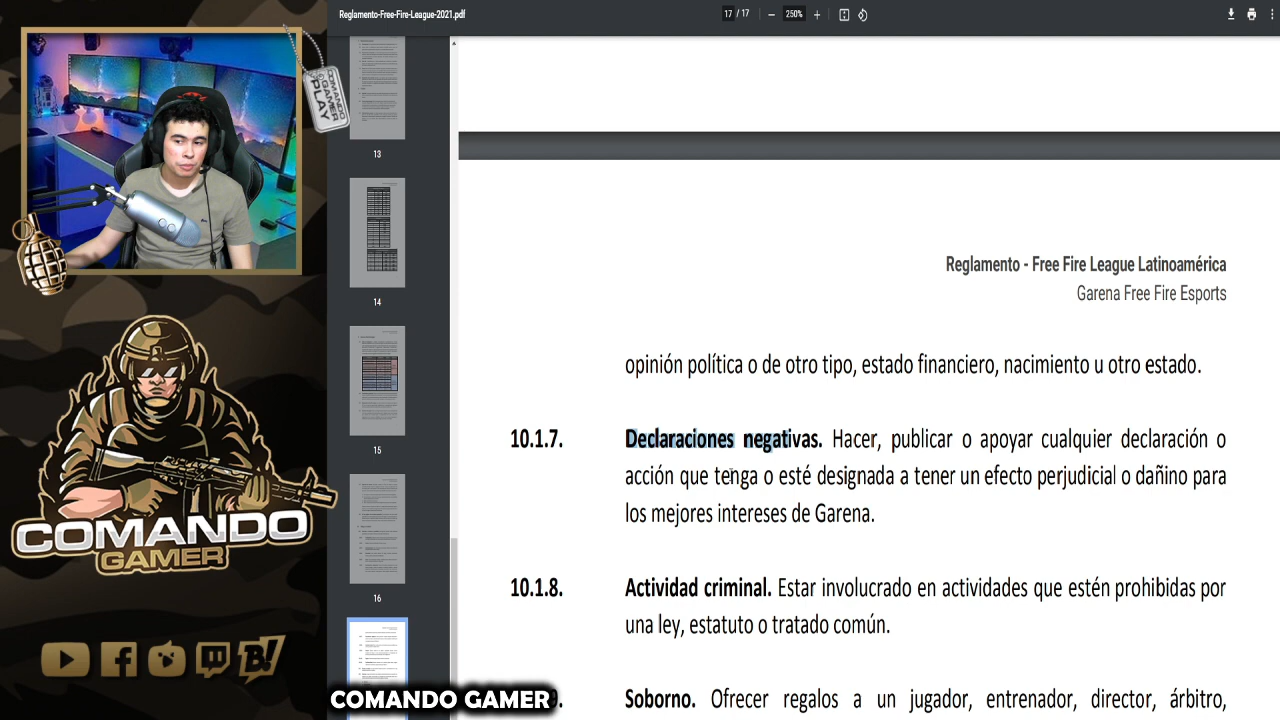 Reglamento-Free-Fire-League-2021.pdf
17 / 17
250%
COMANDO
GAMER
PLAY
13
14
15
16
Reglamento - Free Fire League Latinoamérica
Garena Free Fire Esports
opinión política o de otro tipo, estado financiero, nacimiento u otro estado.
10.1.7. Declaraciones negativas. Hacer, publicar o apoyar cualquier declaración o
acción que tenga o esté designada a tener un efecto perjudicial o dañino para
los mejores intereses de Garena.
10.1.8. Actividad criminal. Estar involucrado en actividades que estén prohibidas por
una ley, estatuto o tratado común.
Soborno. Ofrecer regalos a un jugador, entrenador, director, árbitro,
COMANDO
GAMER
B!
COMANDO GAMER